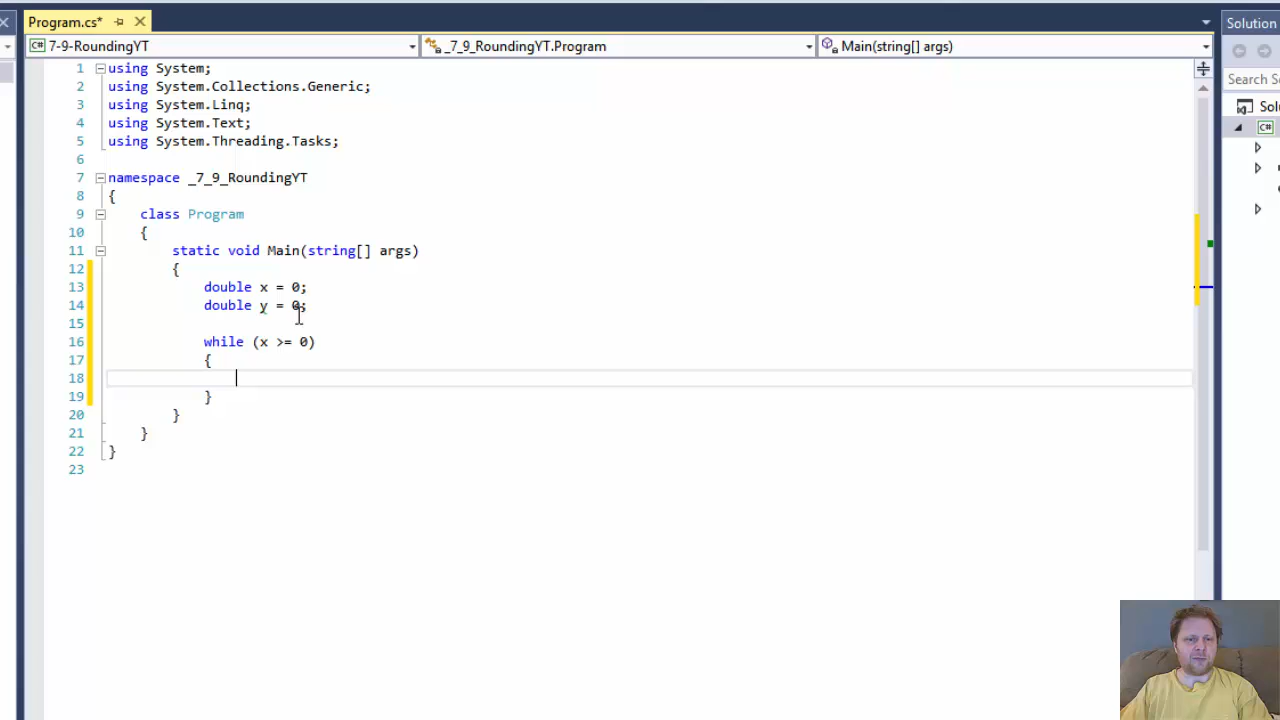 Program.cs*
Solution
7-9-RoundingYT
_7_9_RoundingYT.Program
Main(string[] args)
Search So
Sol
1 using System;
2 using System.Collections.Generic;
3 using System.Linq;
4 using System.Text;
5 using System.Threading.Tasks;
6
7 namespace _7_9_RoundingYT
8 {
9 class Program
10 {
11 static void Main(string[] args)
12 {
13 double x = 0;
14 double y = 0;
15
16 while (x >= 0)
17 {
18
19 }
20 }
21 }
22 }
23